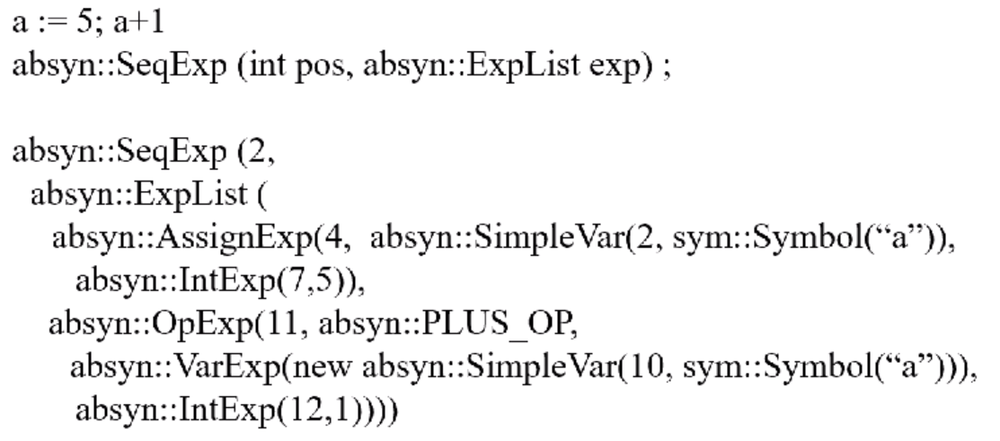 a := 5; a+1
absyn::SeqExp (int pos, absyn::ExpList exp) ;
absyn::SeqExp (2,
absyn::ExpList (
absyn::AssignExp(4, absyn::SimpleVar(2, sym::Symbol(“a”)),
absyn::IntExp(7,5)),
absyn::OpExp(11, absyn::PLUS_OP,
absyn::VarExp(new absyn::SimpleVar(10, sym::Symbol(“a”))),
absyn::IntExp(12,1))))